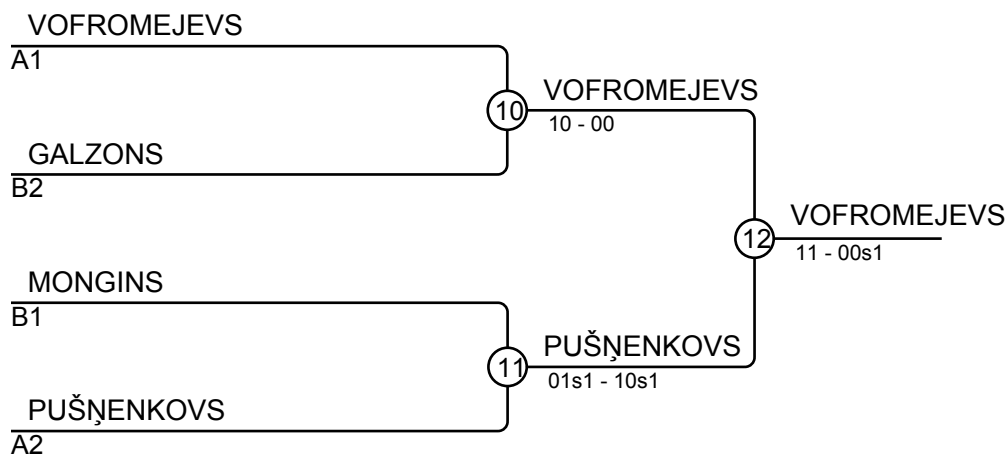 VOFROMEJEVS
A1
10
VOFROMEJEVS
10 - 00
GALZONS
B2
12
VOFROMEJEVS
11 - 00s1
MONGINS
B1
11
PUŠŅENKOVS
01s1 - 10s1
PUŠŅENKOVS
A2